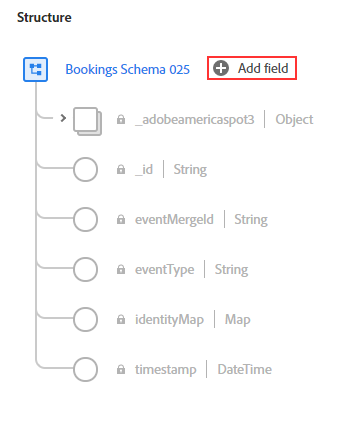 Structure
Bookings Schema 025 Add field
_adobeamericaspot3 Object
_id String
eventMergeId String
eventType String
identityMap Map
timestamp DateTime